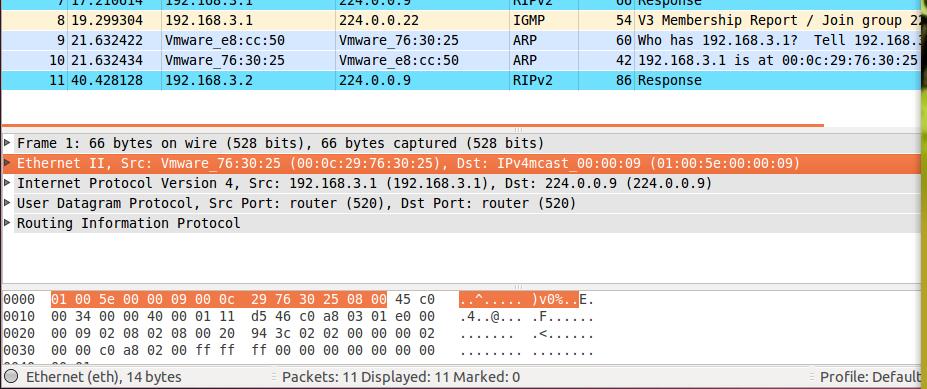 7 17.210614 192.168.3.1 224.0.0.9 RIPv2 66 Response
8 19.299304 192.168.3.1 224.0.0.22 IGMP 54 V3 Membership Report / Join group 22
9 21.632422 Vmware_e8:cc:50 Vmware_76:30:25 ARP 60 Who has 192.168.3.1? Tell 192.168.3
10 21.632434 Vmware_76:30:25 Vmware_e8:cc:50 ARP 42 192.168.3.1 is at 00:0c:29:76:30:25
11 40.428128 192.168.3.2 224.0.0.9 RIPv2 86 Response
Frame 1: 66 bytes on wire (528 bits), 66 bytes captured (528 bits)
Ethernet II, Src: Vmware_76:30:25 (00:0c:29:76:30:25), Dst: IPv4mcast_00:00:09 (01:00:5e:00:00:09)
Internet Protocol Version 4, Src: 192.168.3.1 (192.168.3.1), Dst: 224.0.0.9 (224.0.0.9)
User Datagram Protocol, Src Port: router (520), Dst Port: router (520)
Routing Information Protocol
0000 01 00 5e 00 00 09 00 0c 29 76 30 25 08 00 45 c0 ..^..... )v0%..E.
0010 00 34 00 00 40 00 01 11 d5 46 c0 a8 03 01 e0 00 .4..@... .F......
0020 00 09 02 08 02 08 00 20 94 3c 02 02 00 00 00 02 ....... .<......
0030 00 00 c0 a8 02 00 ff ff ff 00 00 00 00 00 00 00 ........ ........
Ethernet (eth), 14 bytes Packets: 11 Displayed: 11 Marked: 0 Profile: Default